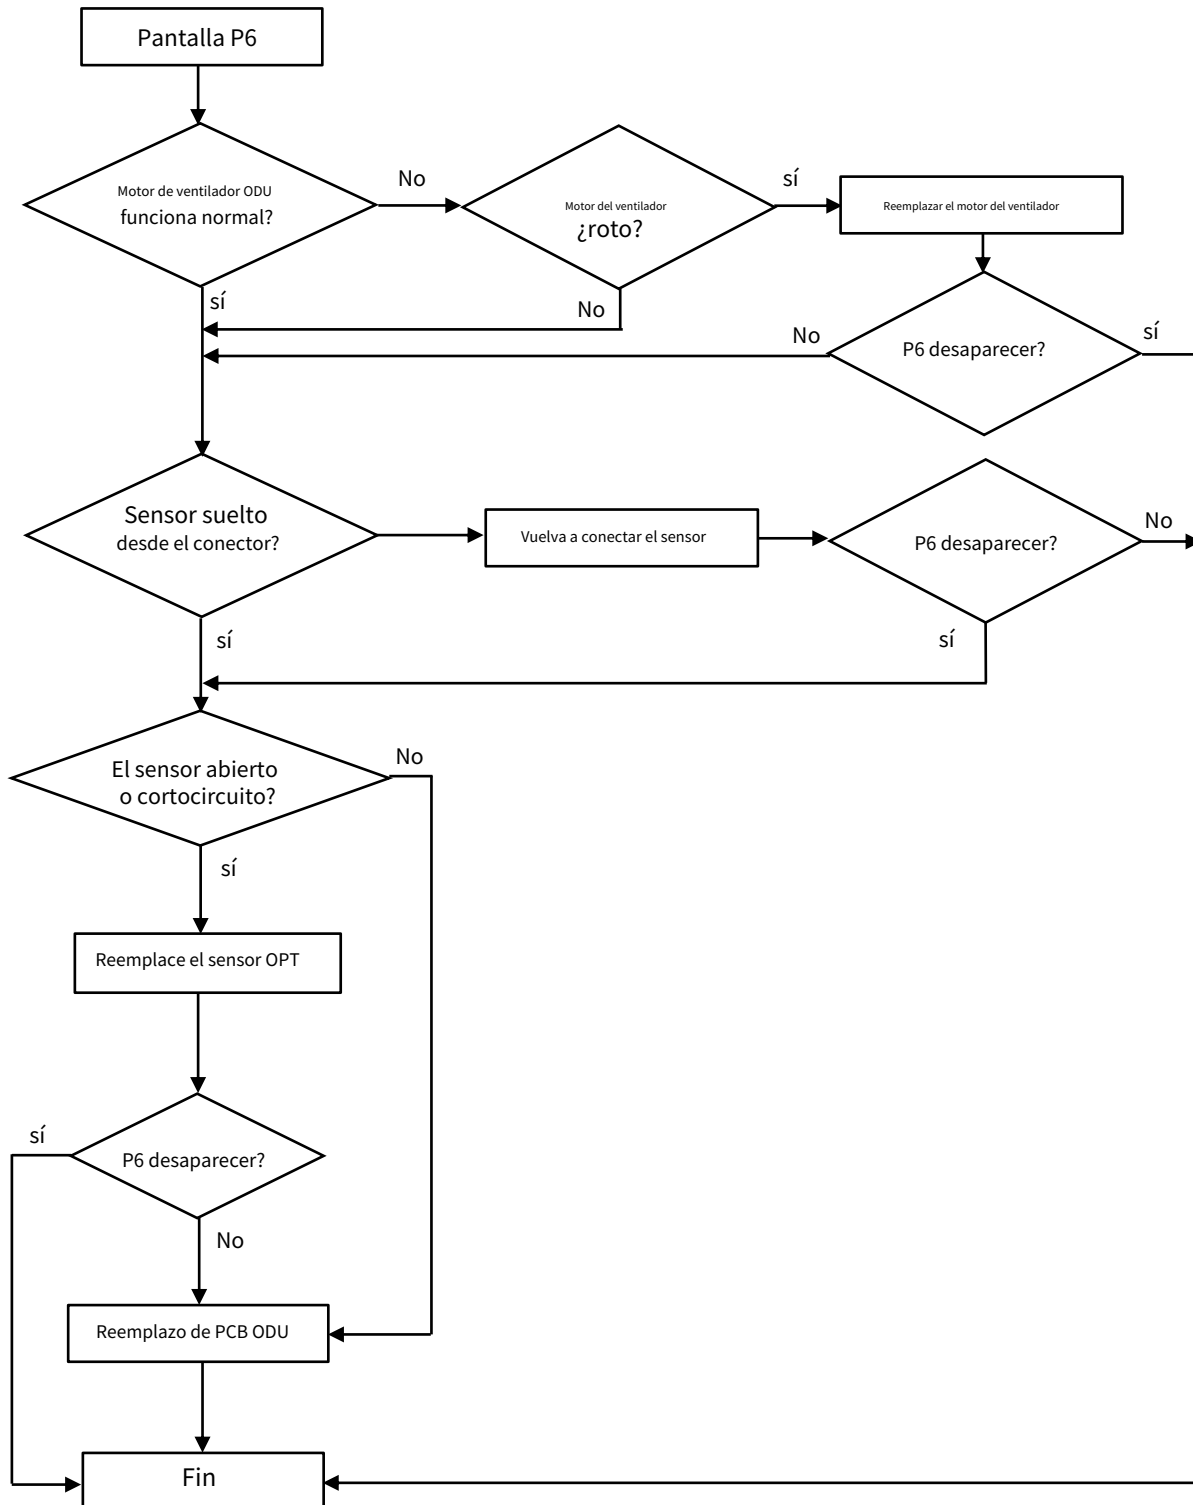 Pantalla P6
Motor de ventilador ODU
funciona normal?
No
Motor del ventilador
¿roto?
sí
Reemplazar el motor del ventilador
sí
No
No
P6 desaparecer?
sí
Sensor suelto
desde el conector?
Vuelva a conectar el sensor
P6 desaparecer?
No
sí
sí
El sensor abierto
o cortocircuito?
No
sí
Reemplace el sensor OPT
sí
P6 desaparecer?
No
Reemplazo de PCB ODU
Fin